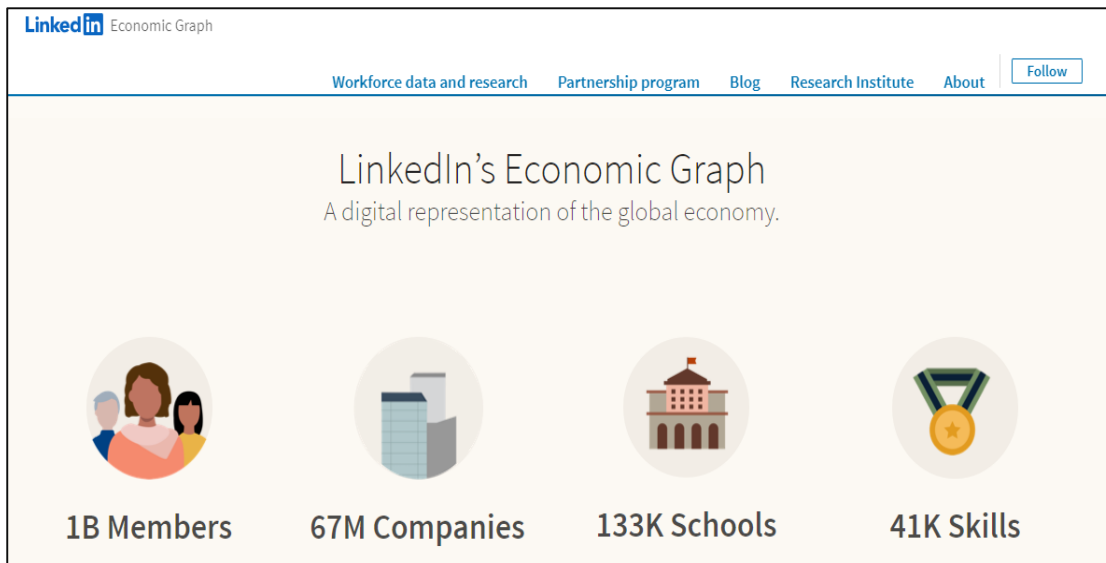 LinkedIn Economic Graph
Workforce data and research Partnership program Blog Research Institute About Follow
LinkedIn's Economic Graph
A digital representation of the global economy.
1B Members 67M Companies 133K Schools 41K Skills